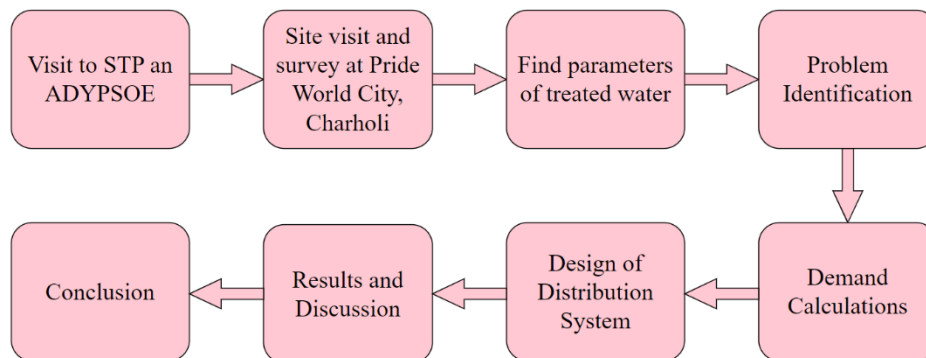 Visit to STP an
ADYPSOE
Site visit and
survey at Pride
World City,
Charholi
Find parameters
of treated water
Problem
Identification
Demand
Calculations
Design of
Distribution
System
Results and
Discussion
Conclusion